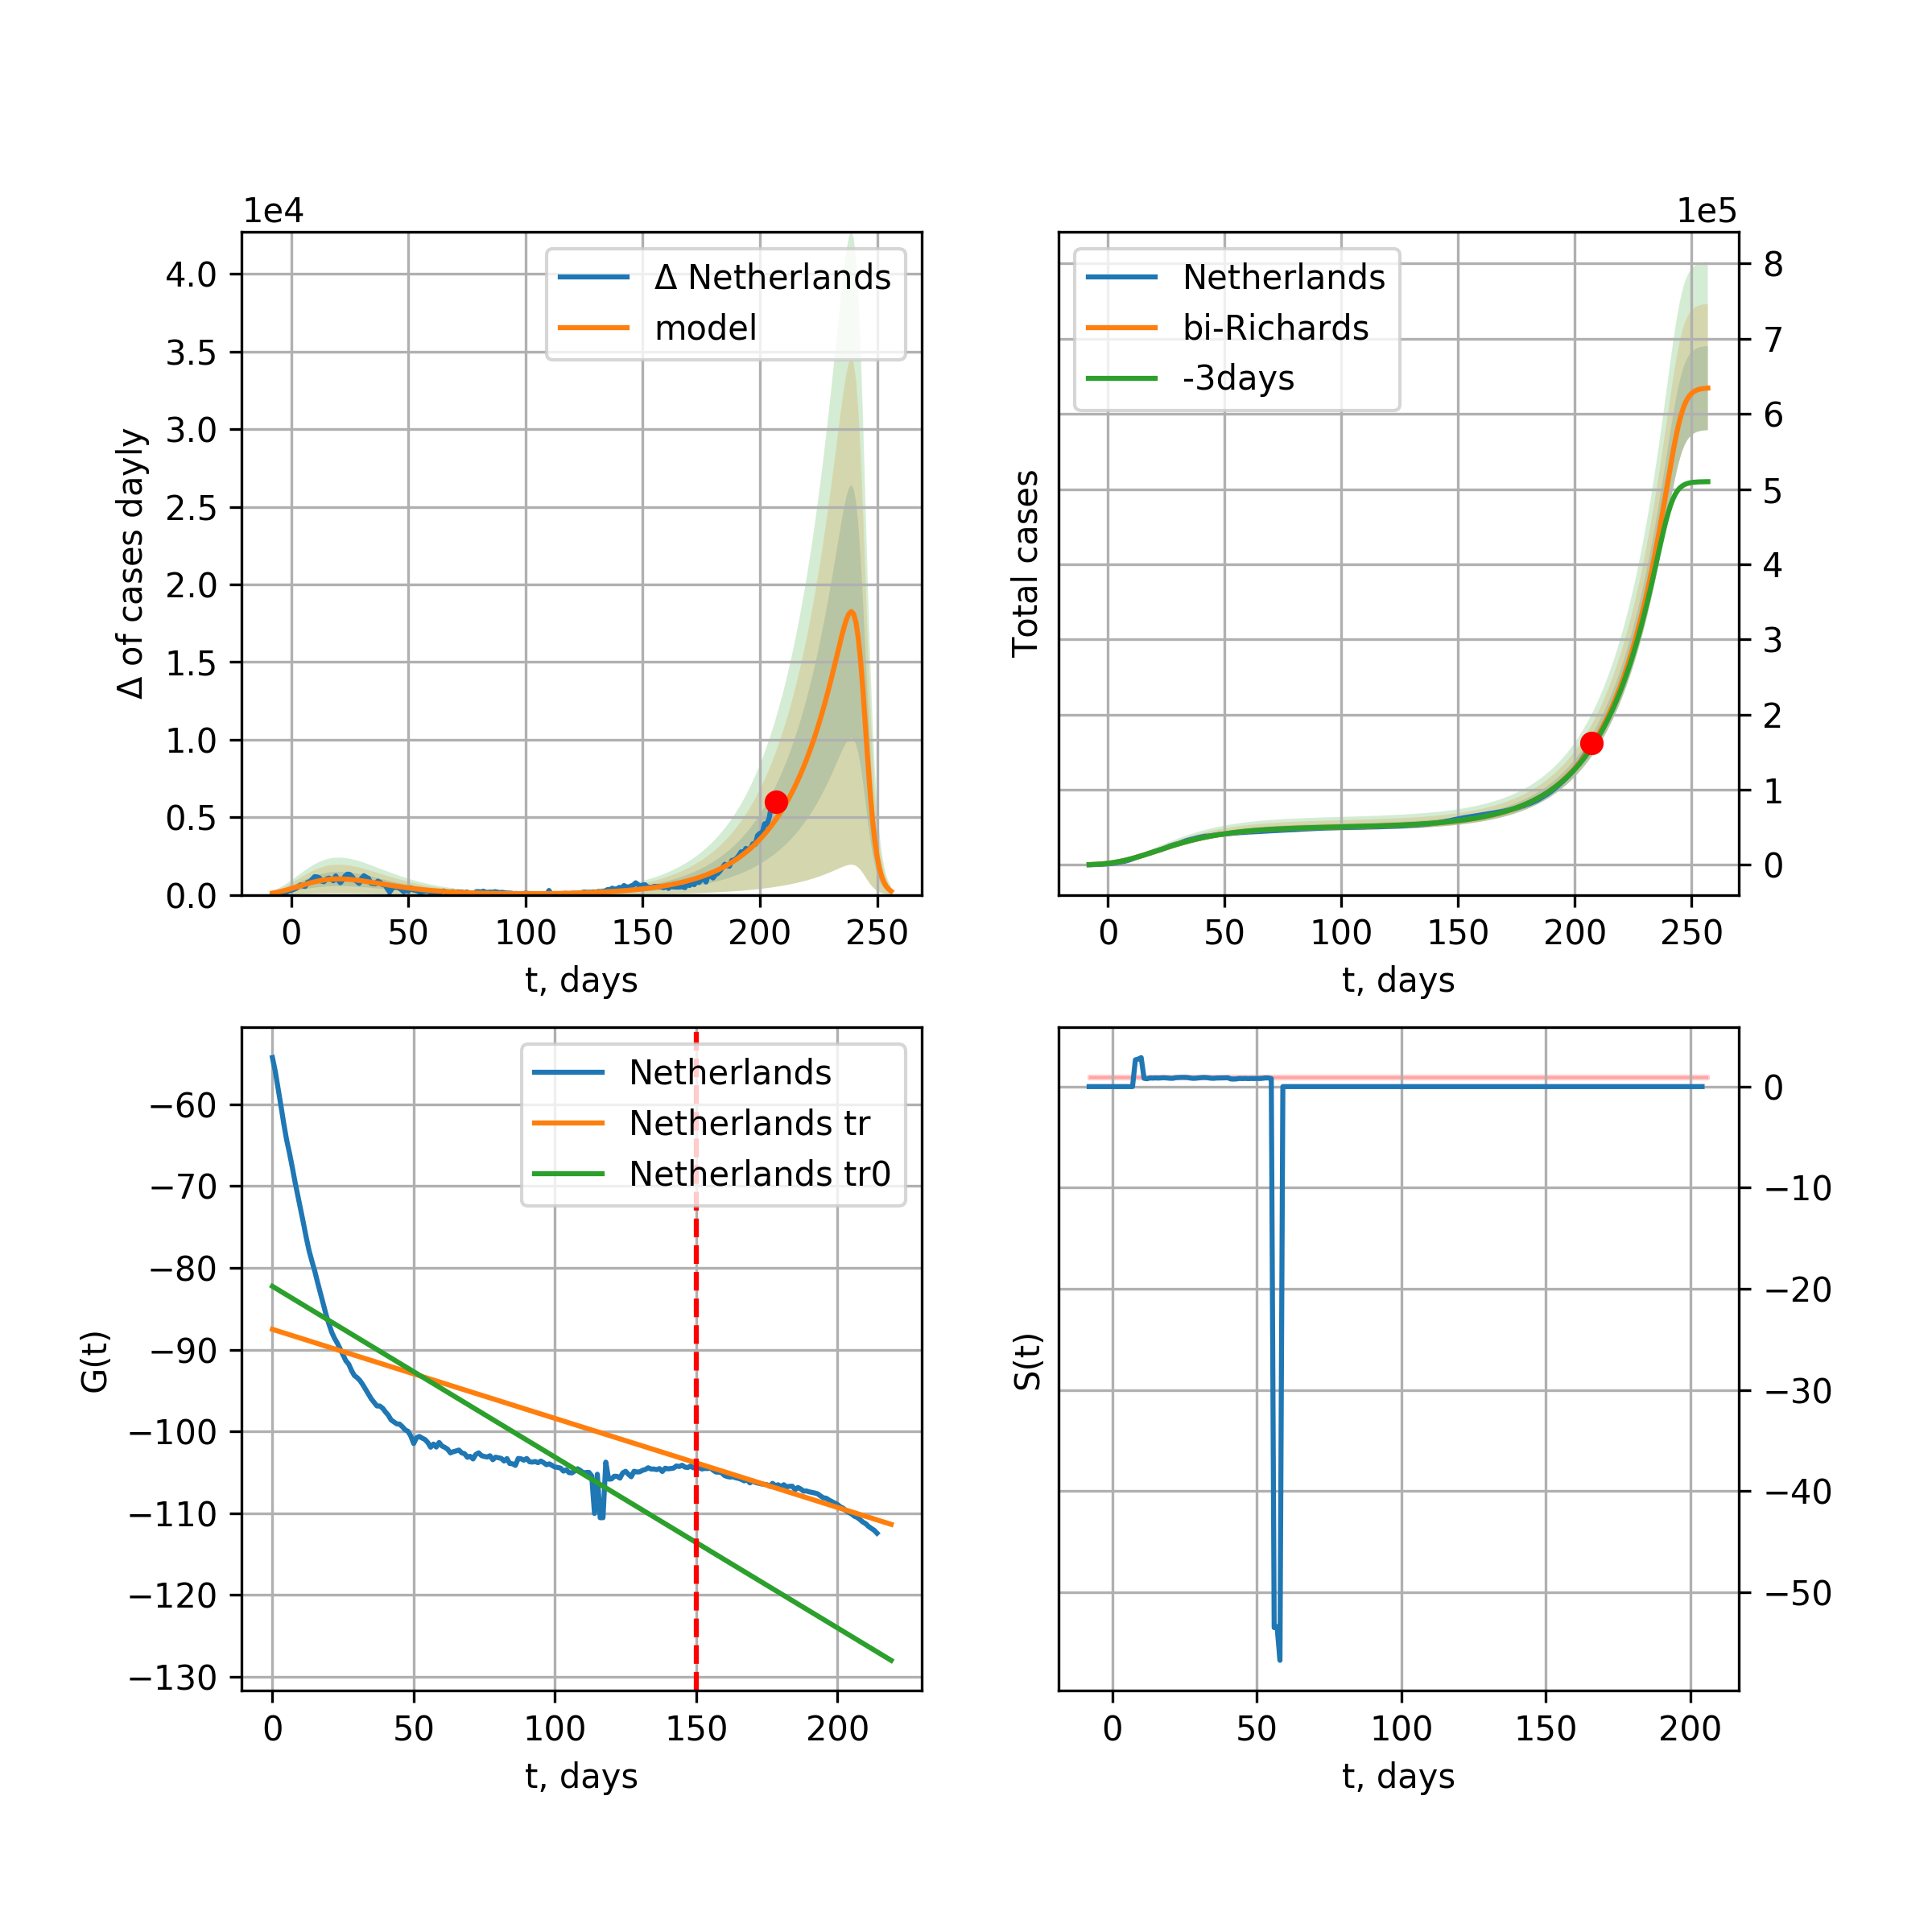 1e4
Δ of cases dayly
4.0
3.5
3.0
2.5
2.0
1.5
1.0
0.5
0.0
Δ Netherlands
model
0 50 100 150 200 250
t, days
1e5
Total cases
Netherlands
bi-Richards
-3days
8
7
6
5
4
3
2
1
0
0 50 100 150 200 250
t, days
G(t)
−60
−70
−80
−90
−100
−110
−120
−130
Netherlands
Netherlands tr
Netherlands tr0
0 50 100 150 200
t, days
S(t)
0
−10
−20
−30
−40
−50
0 50 100 150 200
t, days